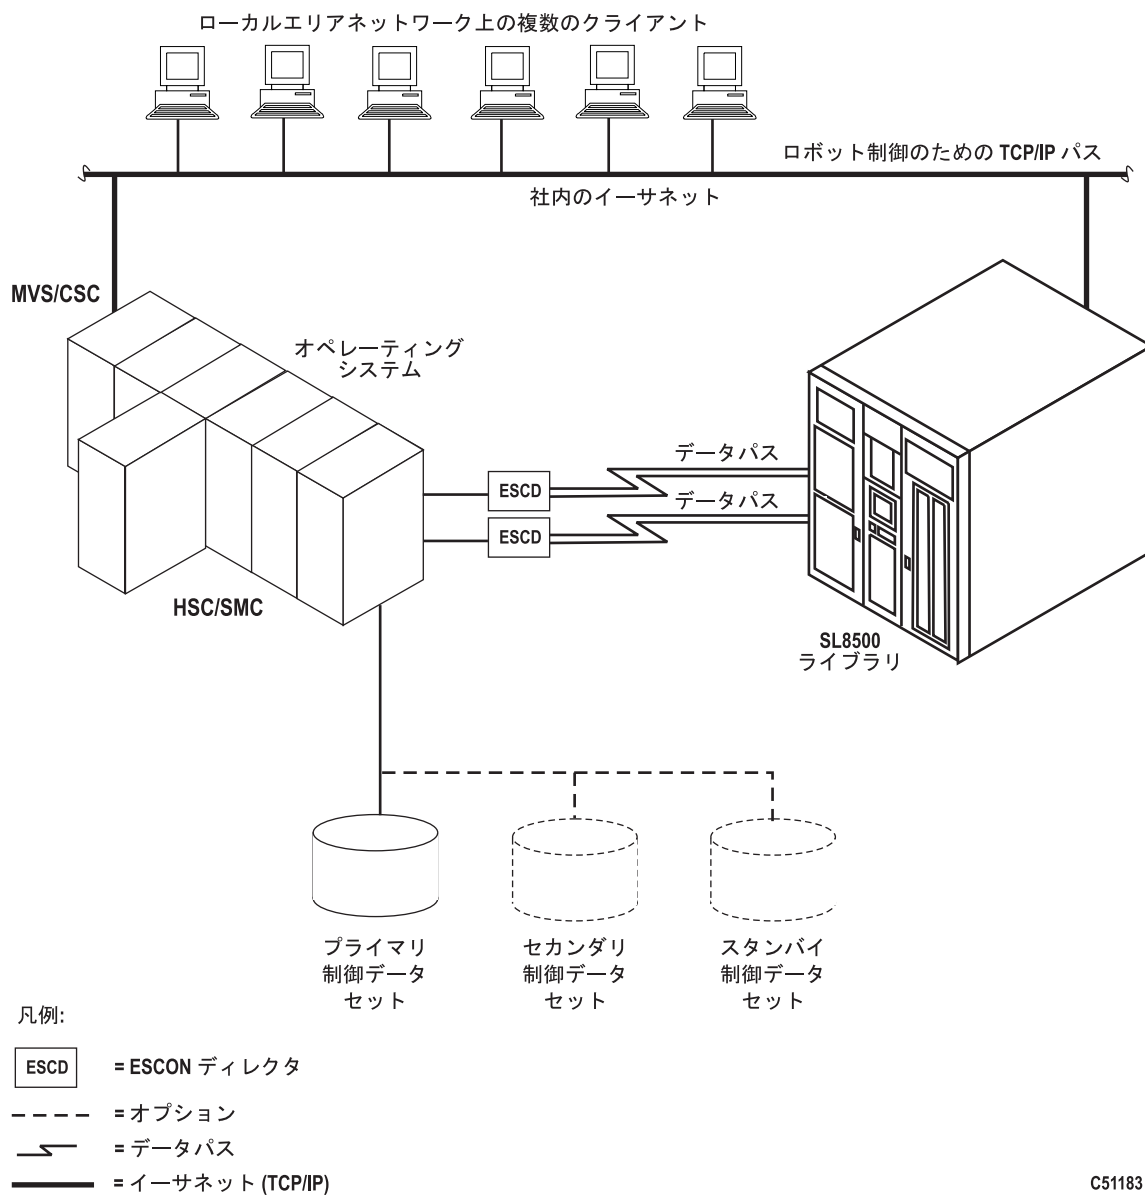 ローカルエリアネットワーク上の複数のクライアント
ロボット制御のための TCP/IP パス
社内のイーサネット
MVS/CSC
オペレーティング
システム
データパス
ESCD
データパス
ESCD
HSC/SMC
SL8500
ライブラリ
プライマリ
制御データ
セット
セカンダリ
制御データ
セット
スタンバイ
制御データ
セット
凡例:
ESCD = ESCON ディレクタ
= オプション
= データパス
= イーサネット (TCP/IP)
C51183